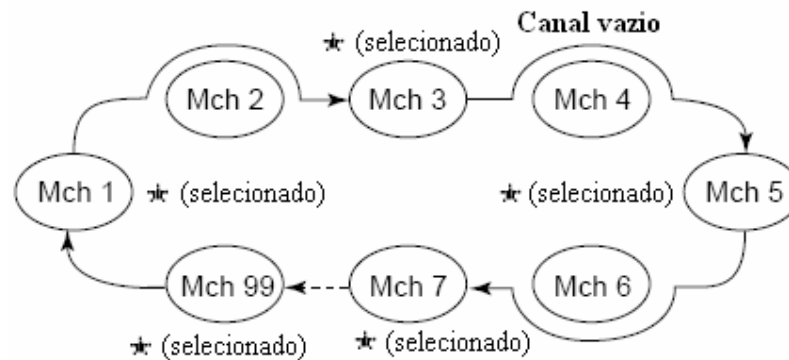 Canal vazio
★ (selecionado)
Mch 2
Mch 3
Mch 4
Mch 1
★ (selecionado)
★ (selecionado)
Mch 5
Mch 99
Mch 7
Mch 6
★ (selecionado)
★ (selecionado)